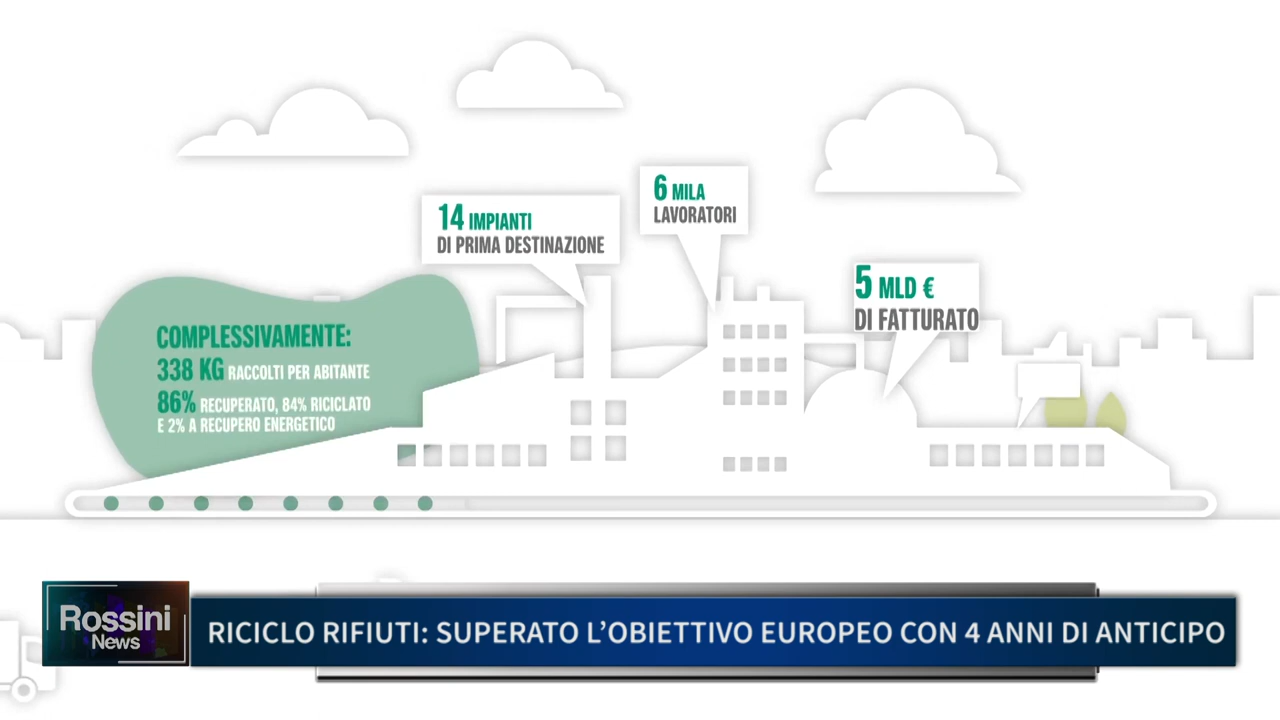 6 MILA
LAVORATORI
14 IMPIANTI
DI PRIMA DESTINAZIONE
5 MLD €
DI FATTURATO
COMPLESSIVAMENTE:
338 KG RACCOLTI PER ABITANTE
86% RECUPERATO, 84% RICICLATO
E 2% A RECUPERO ENERGETICO
Rossini
News
RICICLO RIFIUTI: SUPERATO L’OBIETTIVO EUROPEO CON 4 ANNI DI ANTICIPO